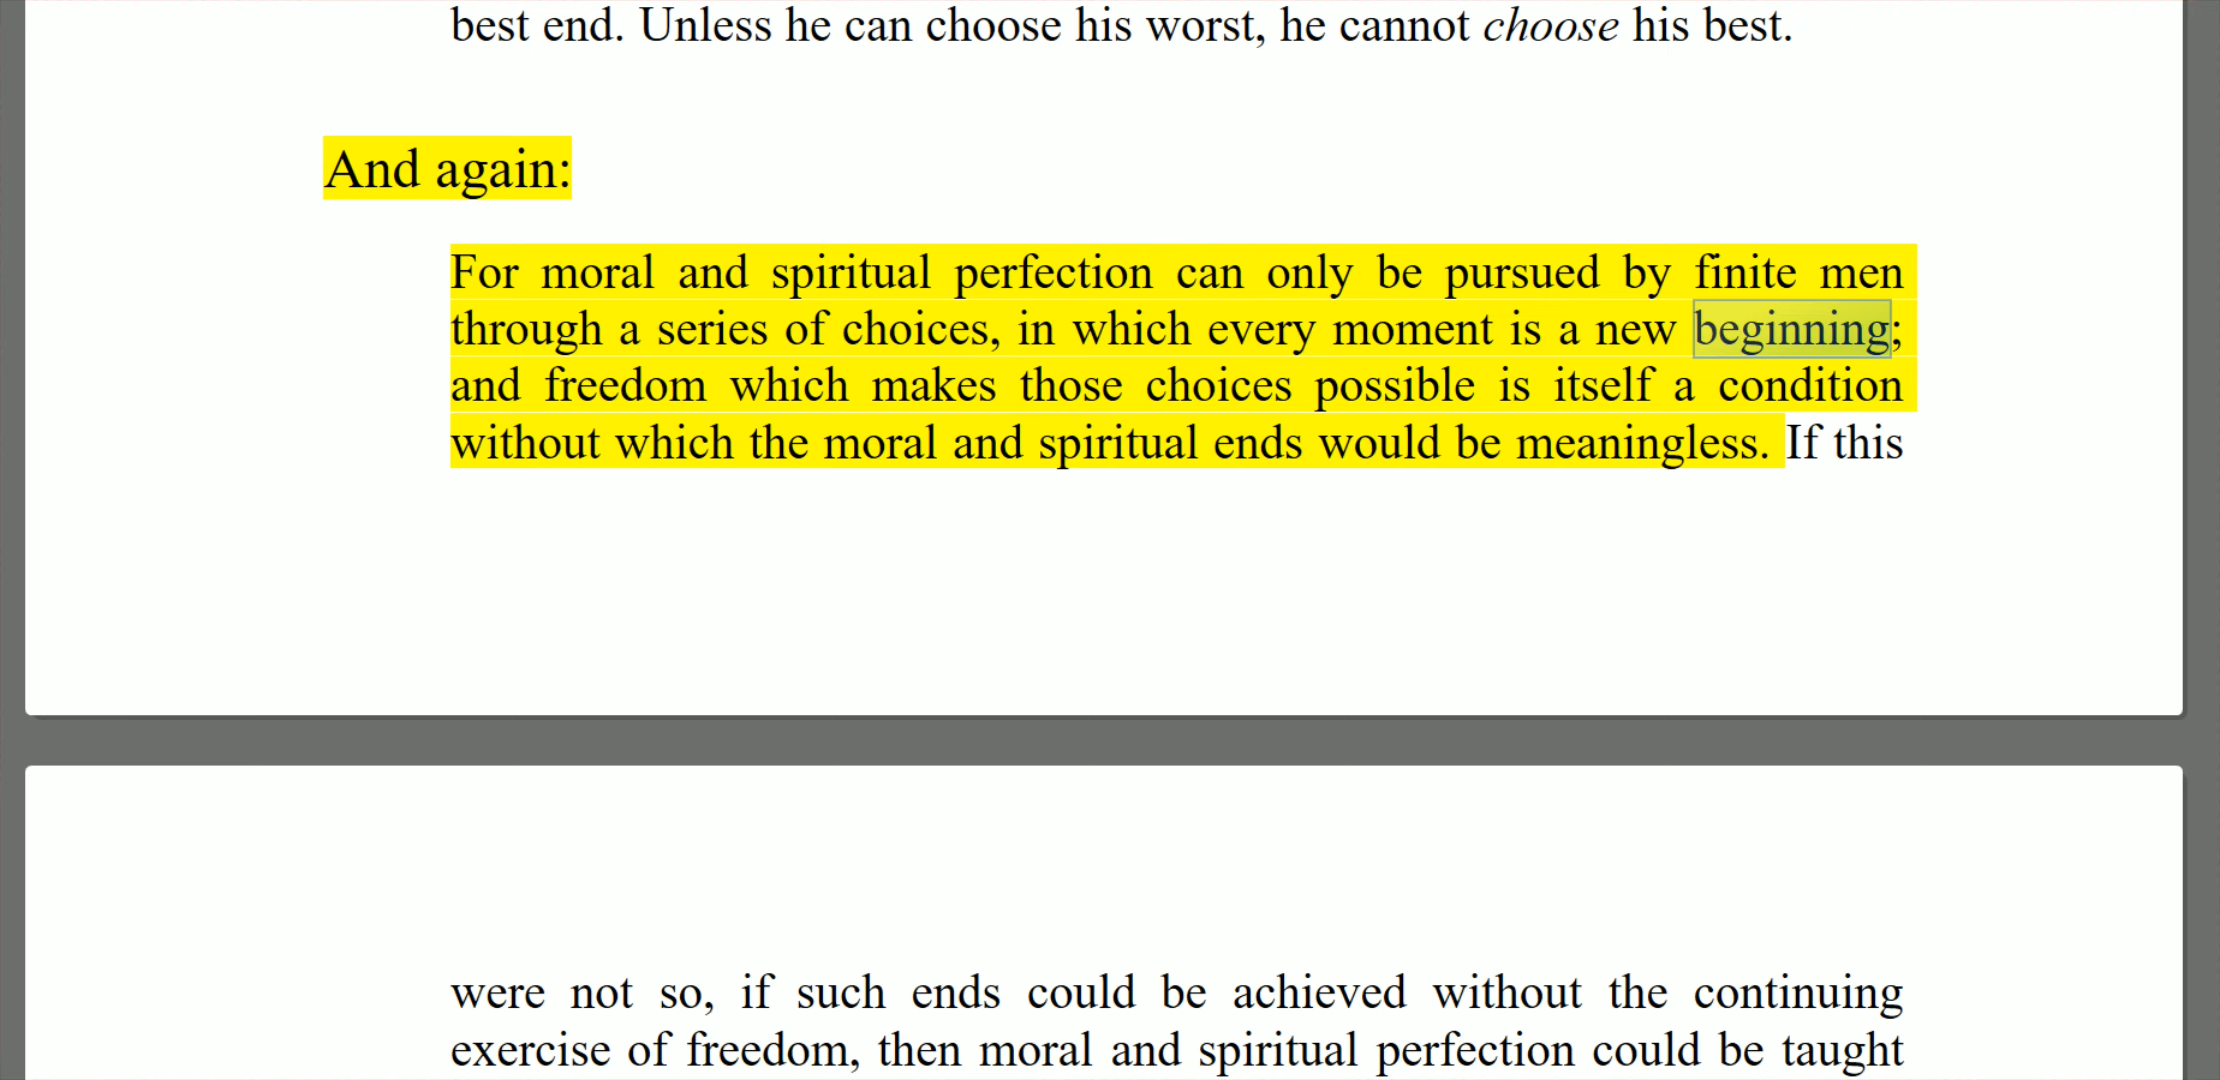 best end. Unless he can choose his worst, he cannot choose his best.
And again:
For moral and spiritual perfection can only be pursued by finite men
through a series of choices, in which every moment is a new beginning;
and freedom which makes those choices possible is itself a condition
without which the moral and spiritual ends would be meaningless. If this
were not so, if such ends could be achieved without the continuing
exercise of freedom, then moral and spiritual perfection could be taught